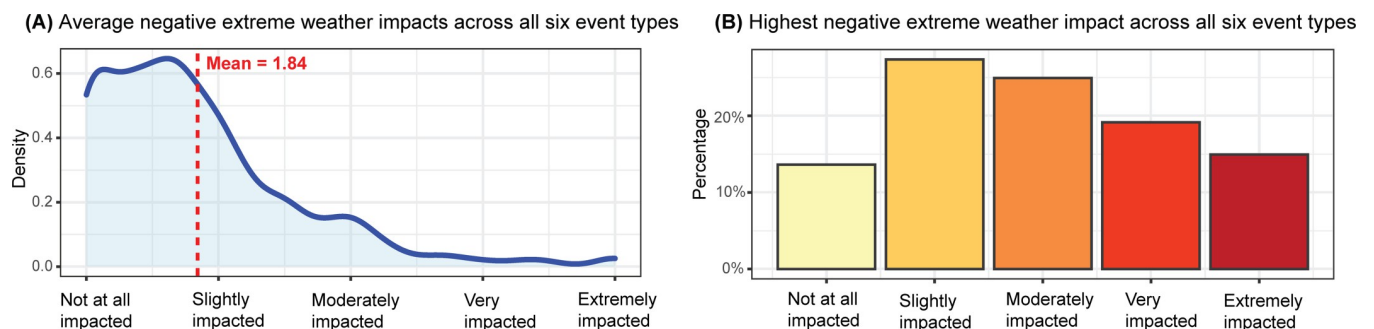 (A) Average negative extreme weather impacts across all six event types
Mean = 1.84
Density
0.6
0.4
0.2
0.0
Not at all
impacted
Slightly
impacted
Moderately
impacted
Very
impacted
Extremely
impacted
(B) Highest negative extreme weather impact across all six event types
Percentage
20%
10%
0%
Not at all
impacted
Slightly
impacted
Moderately
impacted
Very
impacted
Extremely
impacted